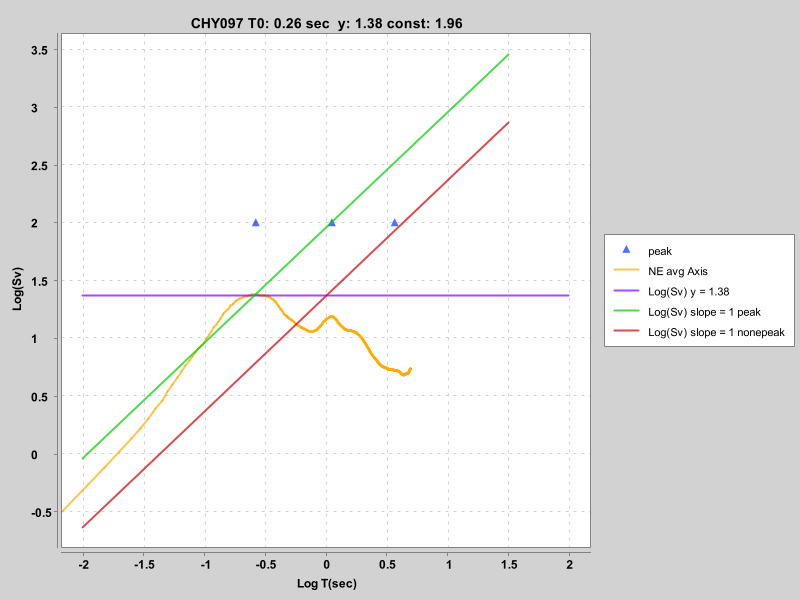 CHY097 T0: 0.26 sec  y: 1.38 const: 1.96
3.5
3
2.5
2
1.5
1
0.5
0
-0.5
Log(Sv)
-2
-1.5
-1
-0.5
0
0.5
1
1.5
2
Log T(sec)
peak
NE avg Axis
Log(Sv) y = 1.38
Log(Sv) slope = 1 peak
Log(Sv) slope = 1 nonepeak